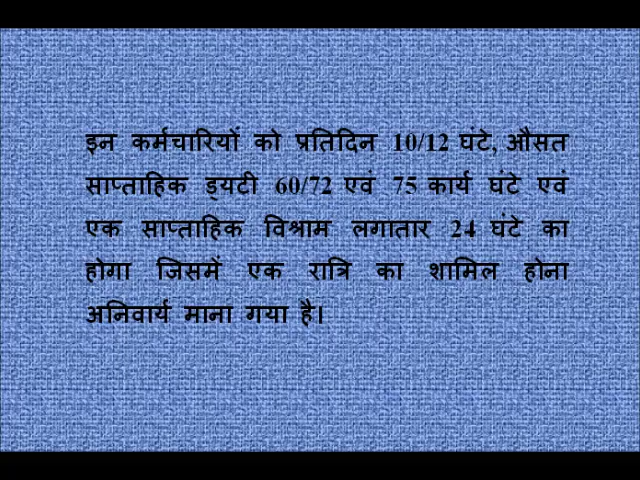 इन कर्मचारियों को प्रतिदिन 10/12 घंटे, औसत
साप्ताहिक ड्यटी 60/72 एवं 75 कार्य घंटे एवं
एक साप्ताहिक विश्राम लगातार 24 घंटे का
होगा जिसमें एक रात्रि का शामिल होना
अनिवार्य माना गया है।